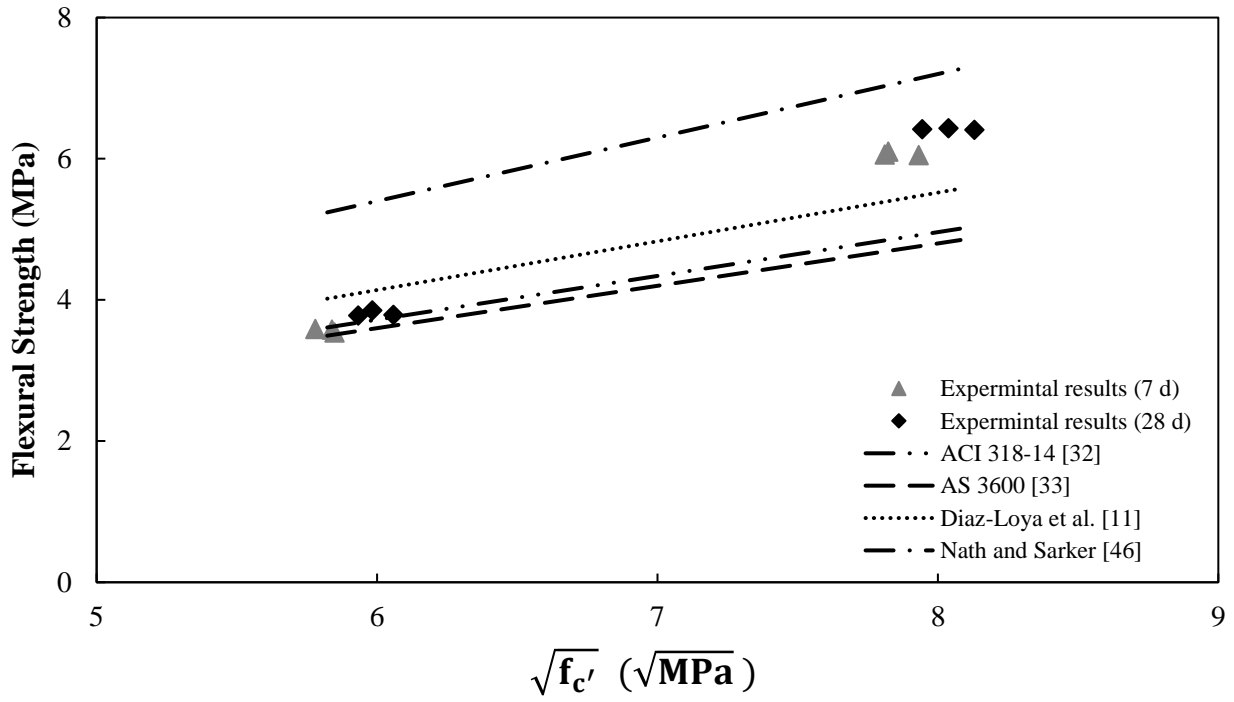 8
6
4
2
0
Flexural Strength (MPa)
Expermintal results (7 d)
Expermintal results (28 d)
ACI 318-14 [32]
AS 3600 [33]
Diaz-Loya et al. [11]
Nath and Sarker [46]
5 6 7 8 9
√f_c′ (√MPa)